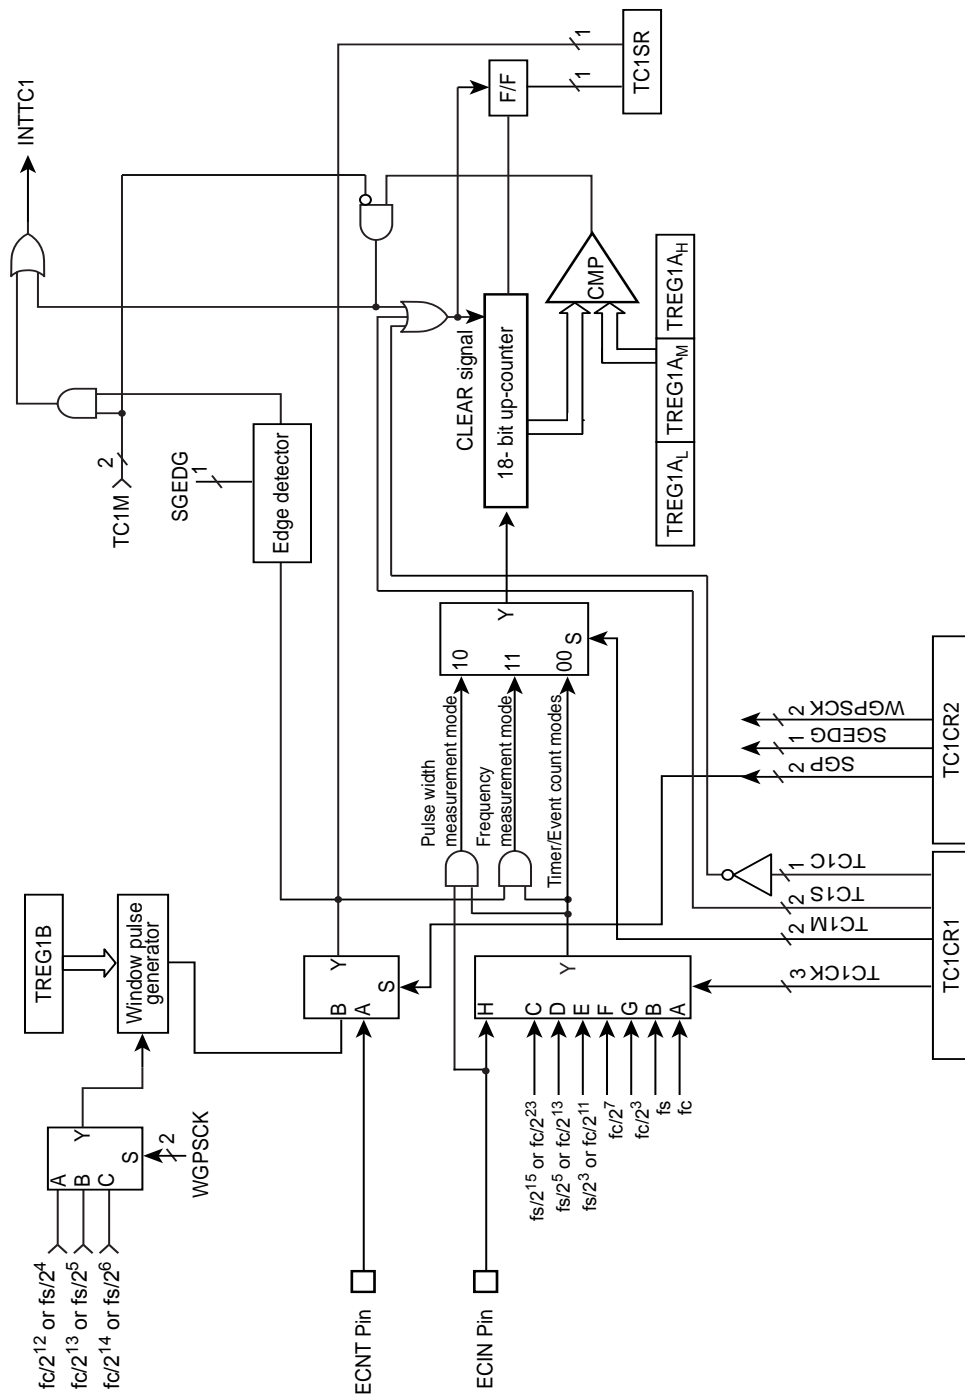 fc/2^12 or fs/2^4
fc/2^13 or fs/2^5
fc/2^14 or fs/2^6
A
B
C
Y
S
2
WGPSCK
TREG1B
Window pulse
generator
TC1M
2
SGEDG
1
Edge detector
INTTC1
ECNT Pin
B
A
Y
S
ECIN Pin
H
fs/2^15 or fc/2^23
C
fs/2^5 or fc/2^13
D
fs/2^3 or fc/2^11
E
fc/2^7
F
fc/2^3
G
fs
B
fc
A
Y
Pulse width
measurement mode
Frequency
measurement mode
Timer/Event count modes
10
11
00
Y
S
CLEAR signal
18- bit up-counter
F/F
1
1
TC1SR
CMP
TREG1A_L
TREG1A_M
TREG1A_H
3
TC1CK
2
TC1M
2
TC1S
1
TC1C
TC1CR1
2
SGP
1
SGEDG
2
WGPSCK
TC1CR2